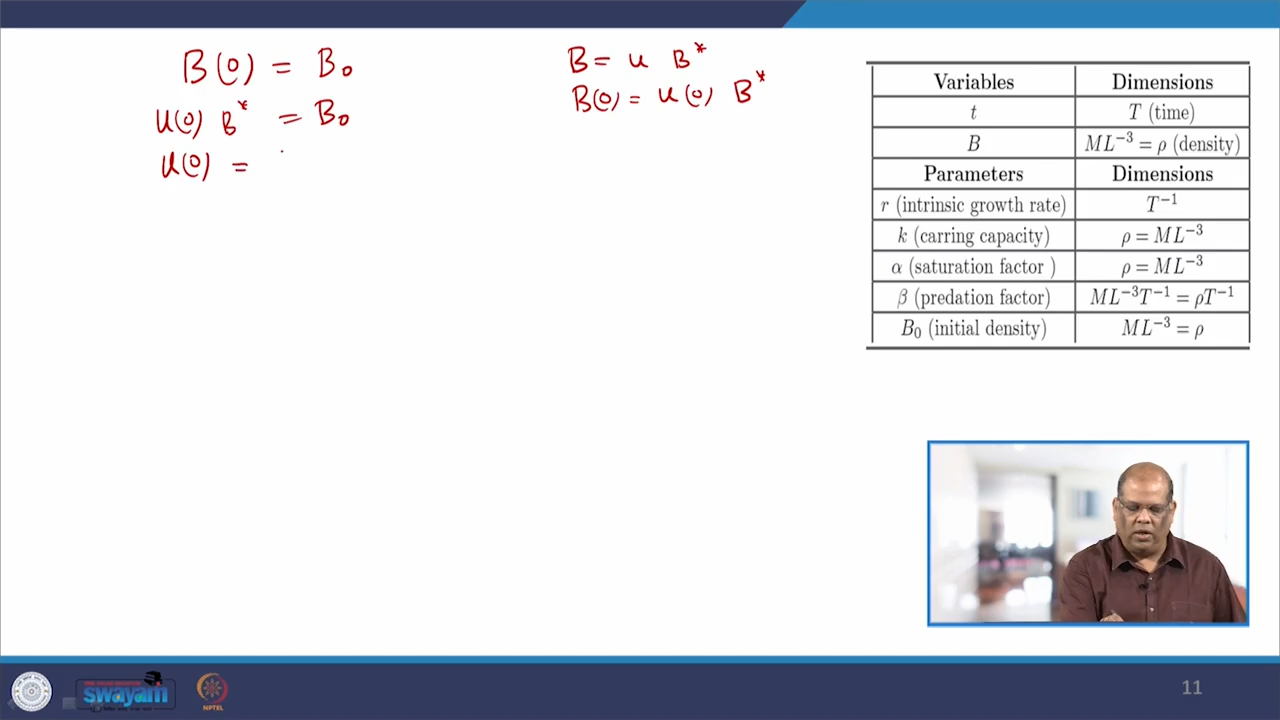 B(0) = B₀
u(0) B* = B₀
u(0) =
B = u B*
B(0) = u(0) B*
Variables Dimensions
t T (time)
B ML⁻³ = ρ (density)
Parameters Dimensions
r (intrinsic growth rate) T⁻¹
k (carring capacity) ρ = ML⁻³
α (saturation factor ) ρ = ML⁻³
β (predation factor) ML⁻³T⁻¹ = ρT⁻¹
B₀ (initial density) ML⁻³ = ρ
swayam
NPTEL
11